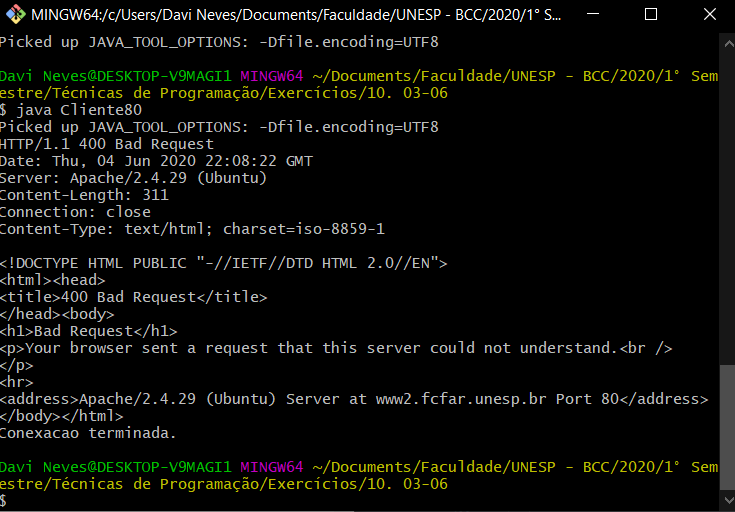 MINGW64:/c/Users/Davi Neves/Documents/Faculdade/UNESP - BCC/2020/1° S...
Picked up JAVA_TOOL_OPTIONS: -Dfile.encoding=UTF8
Davi Neves@DESKTOP-V9MAGI1 MINGW64 ~/Documents/Faculdade/UNESP - BCC/2020/1° Sem
estre/Técnicas de Programação/Exercícios/10. 03-06
$ java Cliente80
Picked up JAVA_TOOL_OPTIONS: -Dfile.encoding=UTF8
HTTP/1.1 400 Bad Request
Date: Thu, 04 Jun 2020 22:08:22 GMT
Server: Apache/2.4.29 (Ubuntu)
Content-Length: 311
Connection: close
Content-Type: text/html; charset=iso-8859-1
<!DOCTYPE HTML PUBLIC "-//IETF//DTD HTML 2.0//EN">
<html><head>
<title>400 Bad Request</title>
</head><body>
<h1>Bad Request</h1>
<p>Your browser sent a request that this server could not understand.<br />
</p>
<hr>
<address>Apache/2.4.29 (Ubuntu) Server at www2.fcfar.unesp.br Port 80</address>
</body></html>
Conexacao terminada.
Davi Neves@DESKTOP-V9MAGI1 MINGW64 ~/Documents/Faculdade/UNESP - BCC/2020/1° Sem
estre/Técnicas de Programação/Exercícios/10. 03-06
$